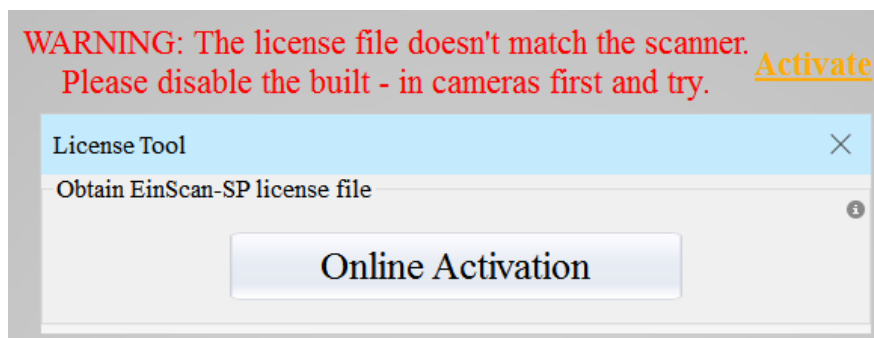 WARNING: The license file doesn't match the scanner.
Please disable the built - in cameras first and try.
Activate
License Tool
Obtain EinScan-SP license file
Online Activation